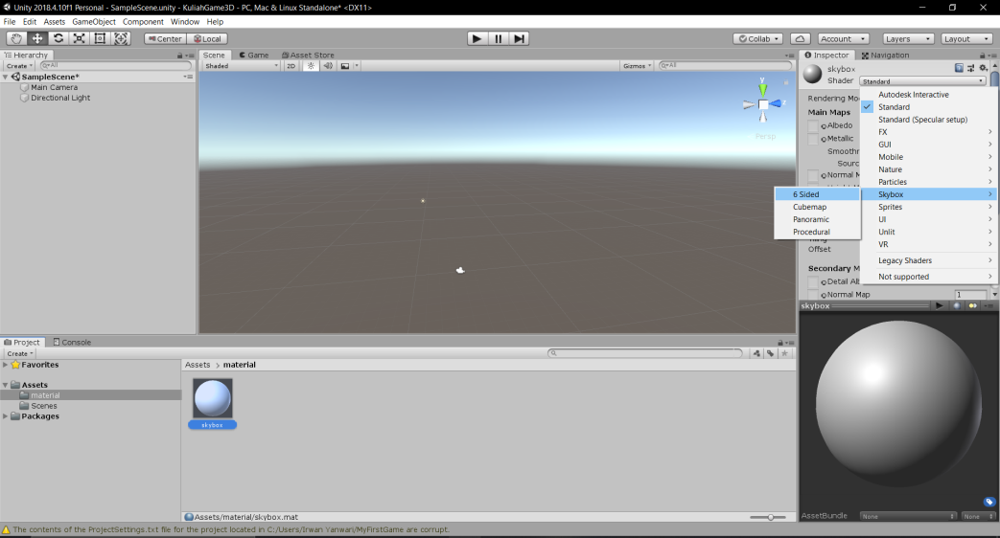 Unity 2018.4.10f1 Personal - SampleScene.unity - KuliahGame3D - PC, Mac & Linux Standalone* <DX11>
File Edit Assets GameObject Component Window Help
Center Local Collab Account Layers Layout
Hierarchy Scene Game Asset Store Inspector Navigation
Create All Shaded 2D Gizmos All
SampleScene*
Main Camera
Directional Light
y
z
Persp
skybox
Shader Standard
Rendering Mo
Main Maps
Albedo
Metallic
Smoothn
Sourc
Normal M
Offset
Secondary M
Detail Alb
Normal Map 1
Autodesk Interactive
Standard
Standard (Specular setup)
FX
GUI
Mobile
Nature
Particles
Skybox
Sprites
UI
Unlit
VR
Legacy Shaders
Not supported
6 Sided
Cubemap
Panoramic
Procedural
skybox
Project Console
Create
Favorites
Assets
material
Scenes
Packages
Assets > material
skybox
Assets/material/skybox.mat
AssetBundle None None
The contents of the ProjectSettings.txt file for the project located in C:/Users/Irwan Yanwari/MyFirstGame are corrupt.